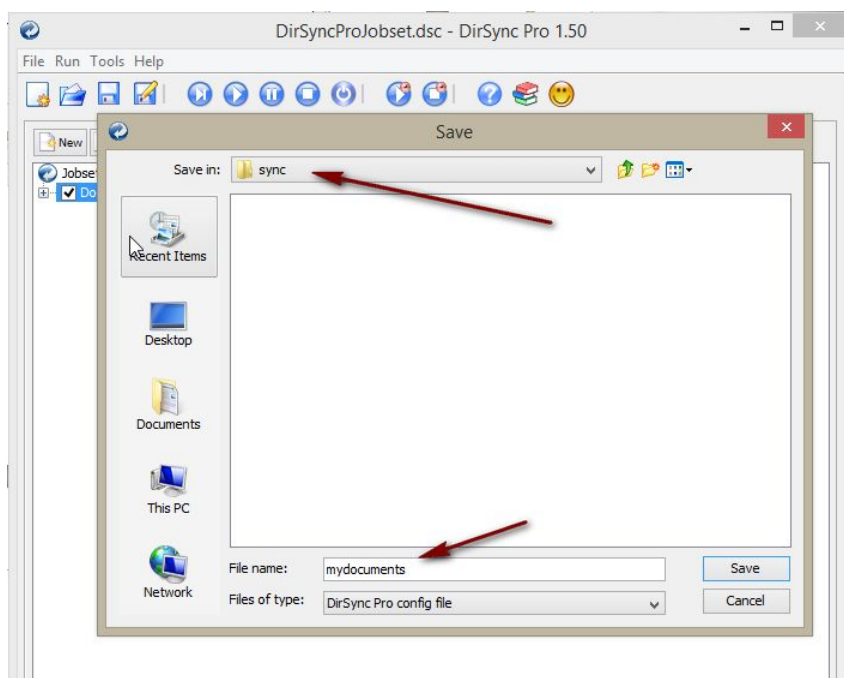 DirSyncProJobset.dsc - DirSync Pro 1.50
File Run Tools Help
New
Save
Jobse
Do
Save in:
sync
Recent Items
Desktop
Documents
This PC
Network
File name:
mydocuments
Save
Files of type:
DirSync Pro config file
Cancel